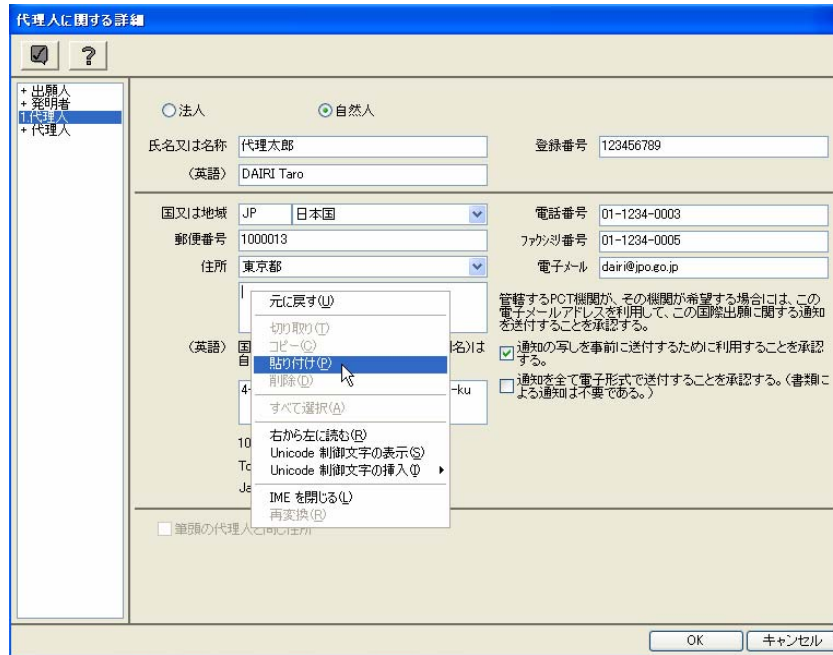 代理人に関する詳細
?
+ 出願人
+ 発明者
1 代理人
+ 代理人
法人 自然人
氏名又は名称 代理太郎 登録番号 123456789
(英語) DAIRI Taro
国又は地域 JP 日本国 電話番号 01-1234-0003
郵便番号 1000013 ファクシミリ番号 01-1234-0005
住所 東京都 電子メール dairi@jpo.go.jp
管轄するPCT機関が、その機関が希望する場合には、この
電子メールアドレスを利用して、この国際出願に関する通知
を送付することを承認する。
通知の写しを事前に送付するために利用することを承認
する。
通知を全て電子形式で送付することを承認する。(書類に
よる通知は不要である。)
元に戻す(U)
切り取り(T)
コピー(C)
貼り付け(P)
削除(D)
すべて選択(A)
右から左に読む(R)
Unicode 制御文字の表示(S)
Unicode 制御文字の挿入(I)
IME を閉じる(L)
再変換(R)
(英語) 国 名)は
自
4- -ku
10
To
Ja
筆頭の代理人と同じ住所
OK キャンセル